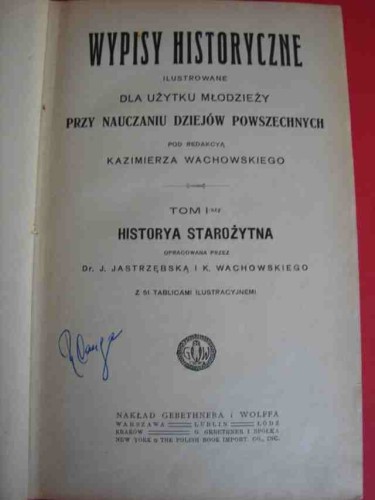 WYPISY HISTORYCZNE
ILUSTROWANE
DLA UŻYTKU MŁODZIEŻY
PRZY NAUCZANIU DZIEJÓW POWSZECHNYCH
POD REDAKCYĄ
KAZIMIERZA WACHOWSKIEGO
TOM I-szy
HISTORYA STAROŻYTNA
OPRACOWANA PRZEZ
Dr. J. JASTRZĘBSKĄ I K. WACHOWSKIEGO
Z 51 TABLICAMI ILUSTRACYJNEMI
NAKŁAD GEBETHNERA i WOLFFA
WARSZAWA LUBLIN ŁÓDŹ
KRAKÓW G. GEBETHNER I SPÓŁKA
NEW YORK THE POLISH BOOK IMPORT. CO., INC.